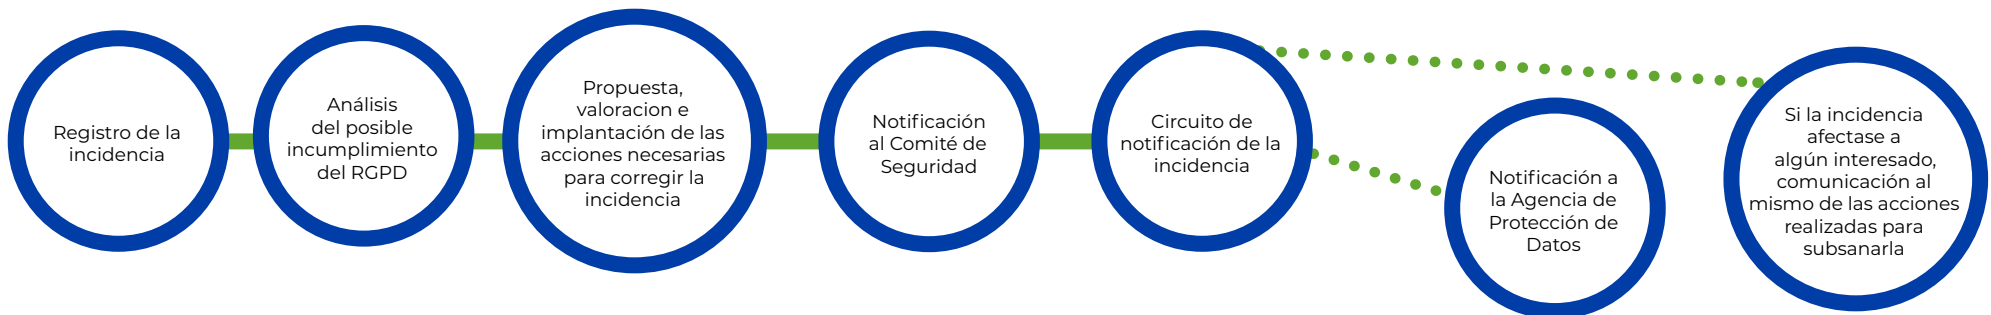 Registro de la
incidencia
Análisis
del posible
incumplimiento
del RGPD
Propuesta,
valoracion e
implantación de las
acciones necesarias
para corregir la
incidencia
Notificación
al Comité de
Seguridad
Circuito de
notificación de la
incidencia
Notificación a
la Agencia de
Protección de
Datos
Si la incidencia
afectase a
algún interesado,
comunicación al
mismo de las acciones
realizadas para
subsanarla